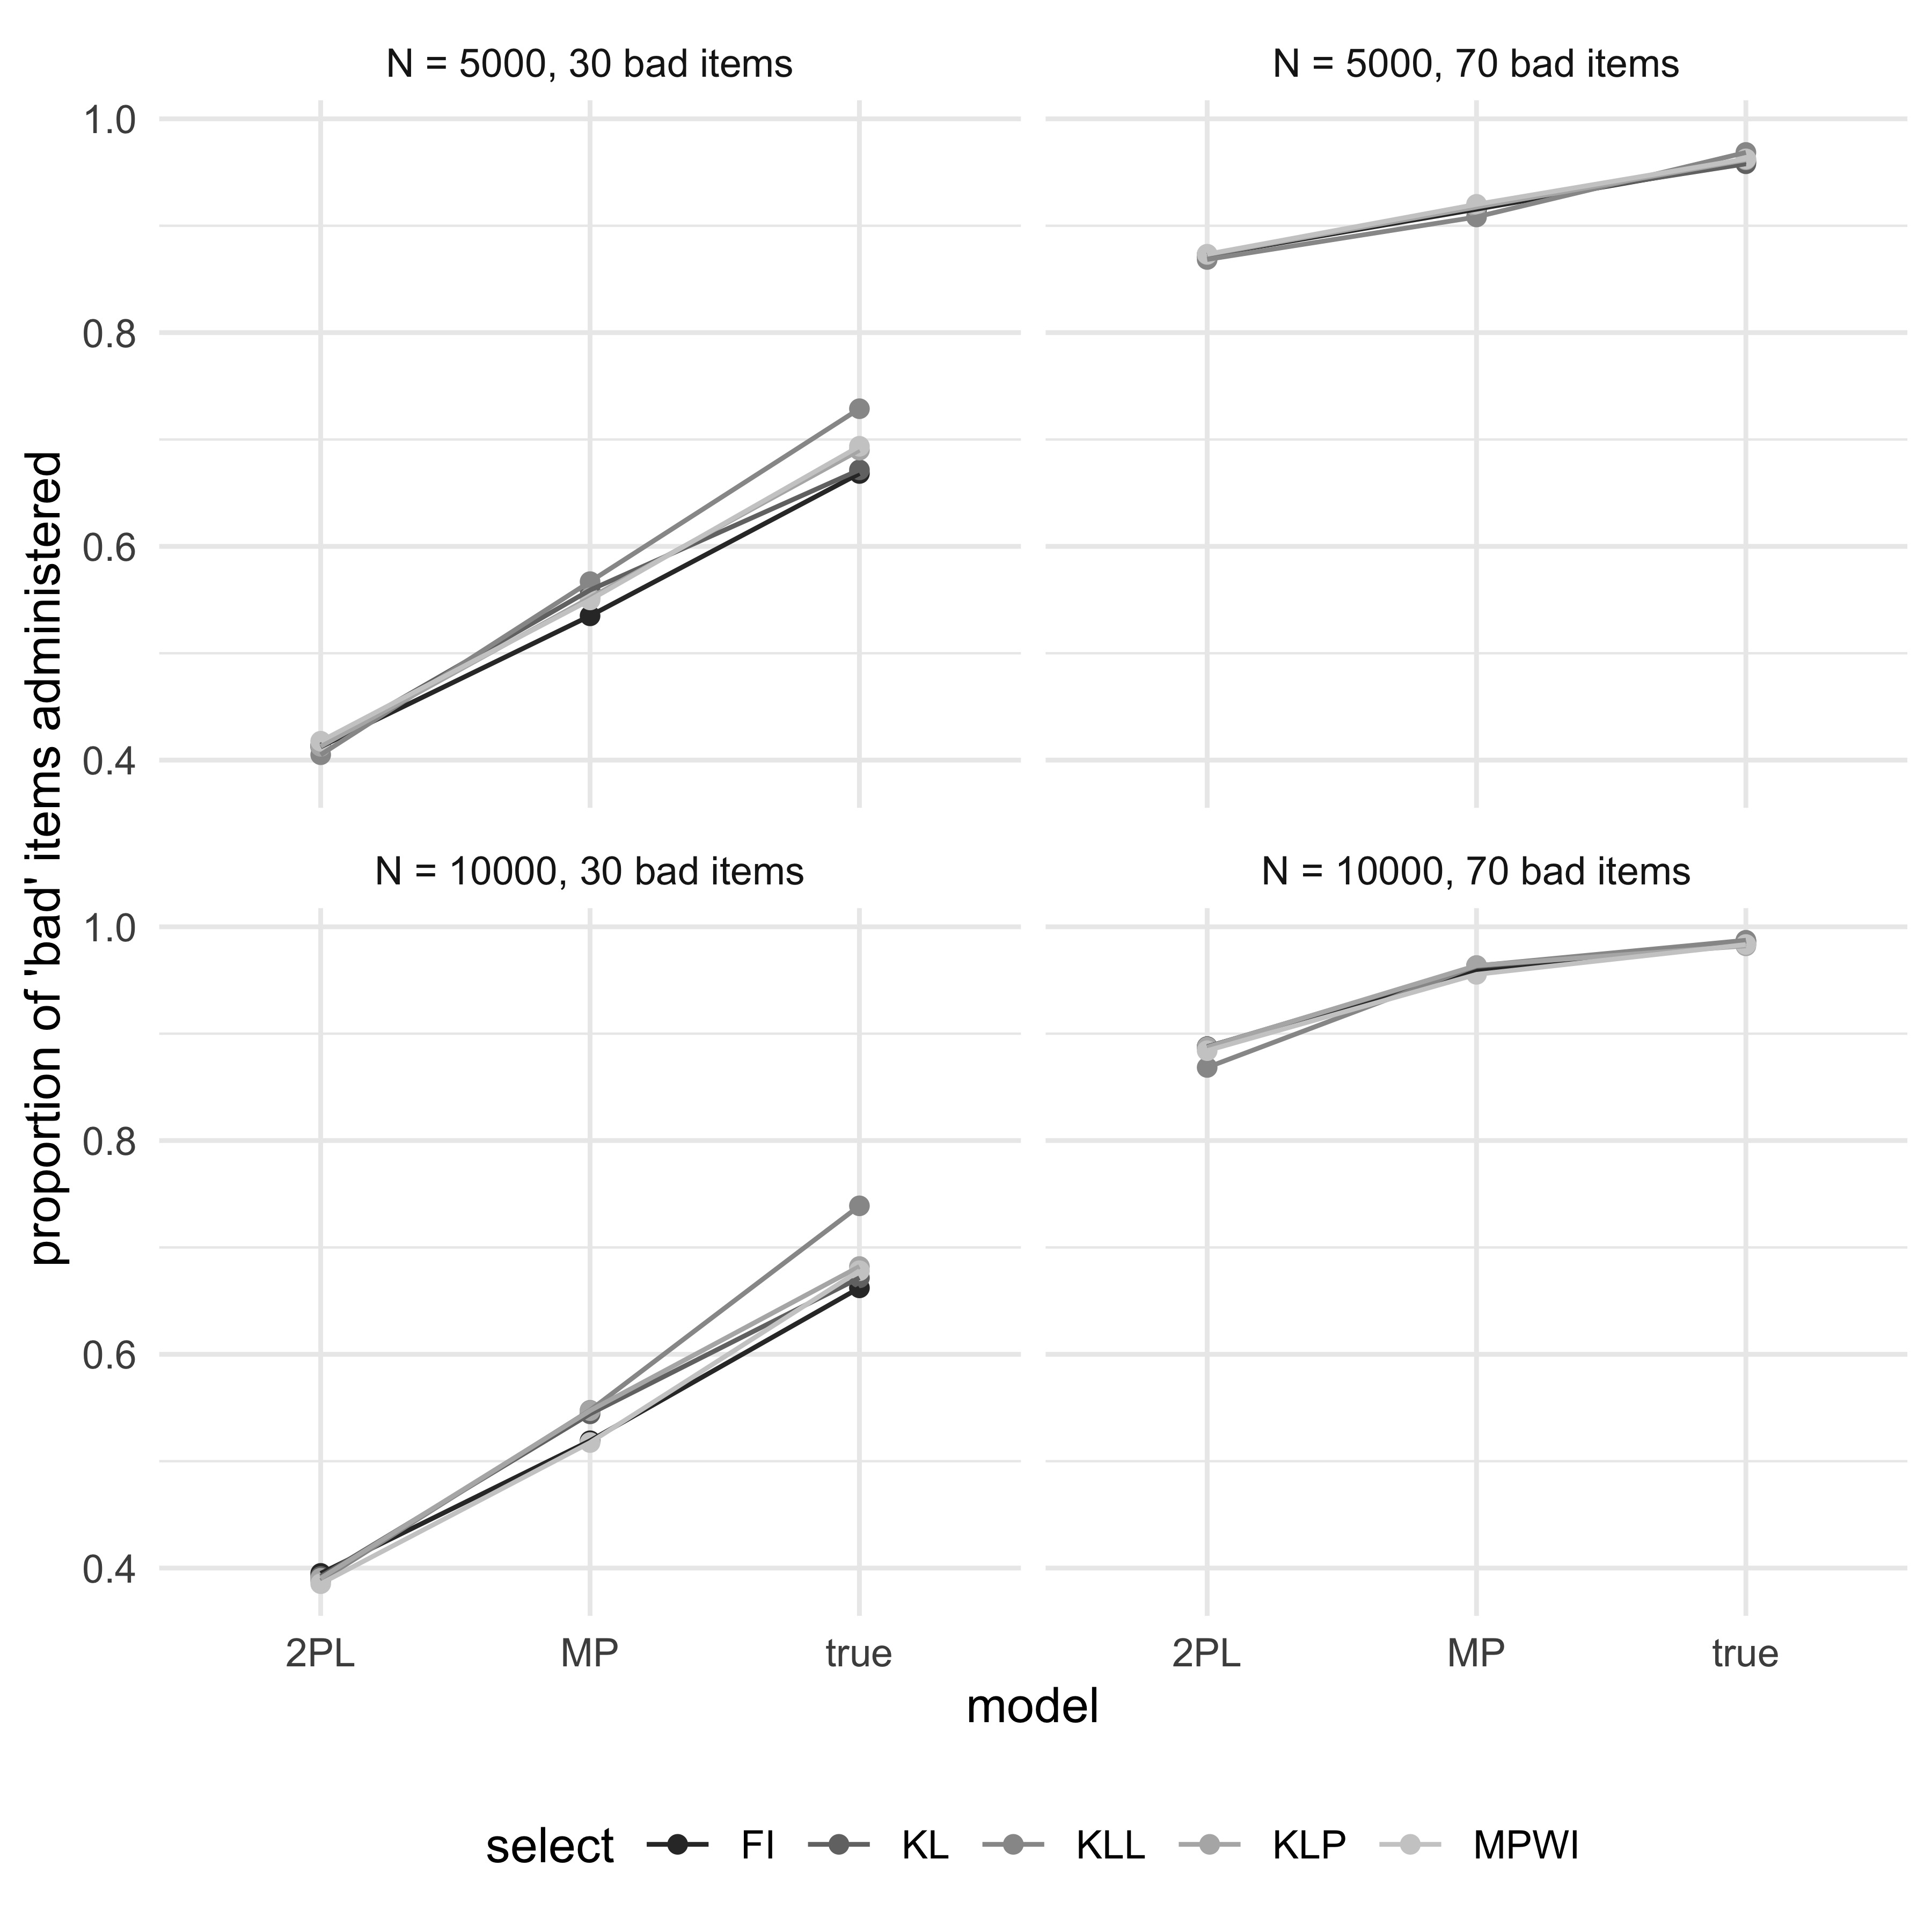 N = 5000, 30 bad items
N = 5000, 70 bad items
1.0
0.8
0.6
0.4
N = 10000, 30 bad items
N = 10000, 70 bad items
1.0
0.8
0.6
0.4
proportion of 'bad' items administered
2PL MP true
2PL MP true
model
select FI KL KLL KLP MPWI